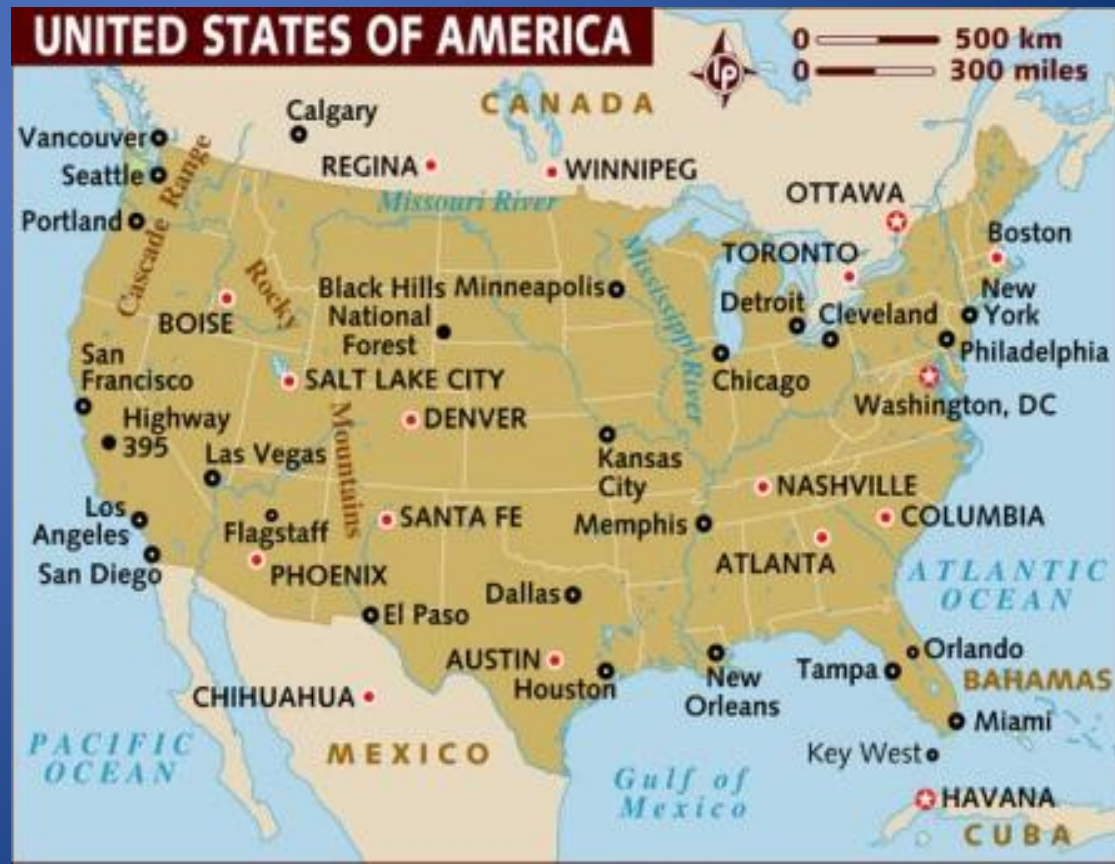 UNITED STATES OF AMERICA
0 500 km
0 300 miles
lp
CANADA
Calgary
Vancouver
REGINA
WINNIPEG
Seattle
Cascade Range
Missouri River
OTTAWA
Portland
Boston
TORONTO
Mississippi River
Rocky
Mountains
Black Hills
National
Forest
Minneapolis
Detroit
Cleveland
New
York
BOISE
Philadelphia
San
Francisco
SALT LAKE CITY
Chicago
Washington, DC
Highway
395
DENVER
Las Vegas
Kansas
City
NASHVILLE
Los
Angeles
Flagstaff
SANTA FE
Memphis
COLUMBIA
San Diego
PHOENIX
ATLANTA
ATLANTIC
OCEAN
Dallas
El Paso
AUSTIN
Houston
New
Orleans
Tampa
Orlando
BAHAMAS
CHIHUAHUA
Miami
PACIFIC
OCEAN
MEXICO
Gulf of
Mexico
Key West
HAVANA
CUBA